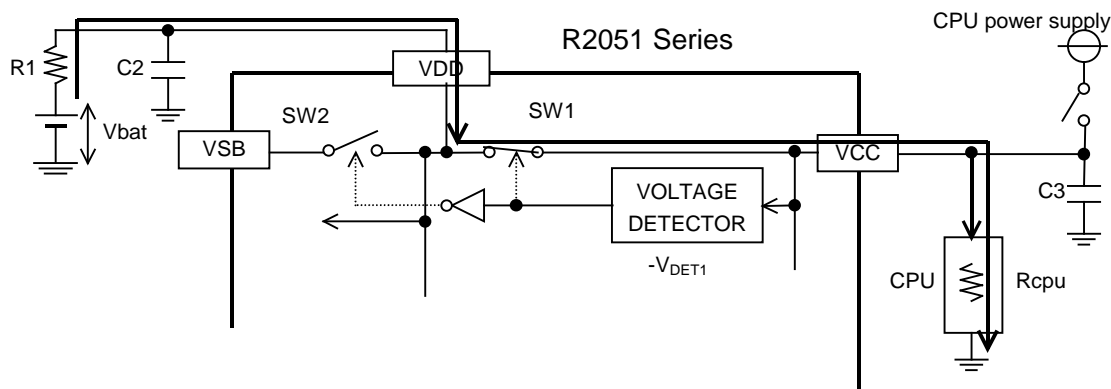 CPU power supply
R2051 Series
R1
C2
VDD
Vbat
SW2
SW1
VSB
VCC
C3
VOLTAGE
DETECTOR
-VDET1
CPU
Rcpu